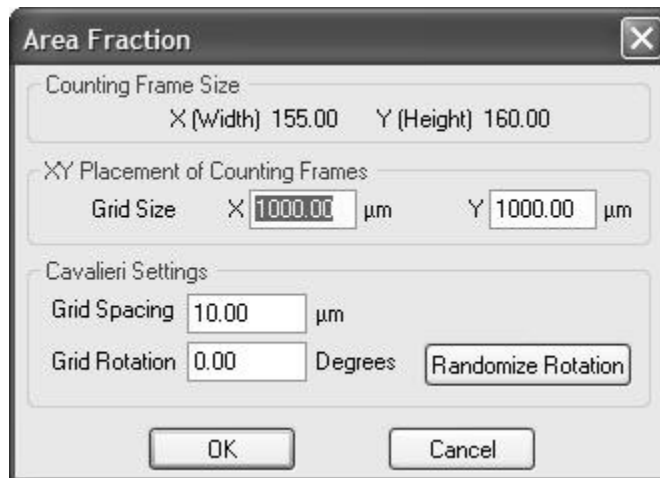 Area Fraction
Counting Frame Size
X (Width) 155.00 Y (Height) 160.00
XY Placement of Counting Frames
Grid Size X 1000.00 µm Y 1000.00 µm
Cavalieri Settings
Grid Spacing 10.00 µm
Grid Rotation 0.00 Degrees Randomize Rotation
OK Cancel